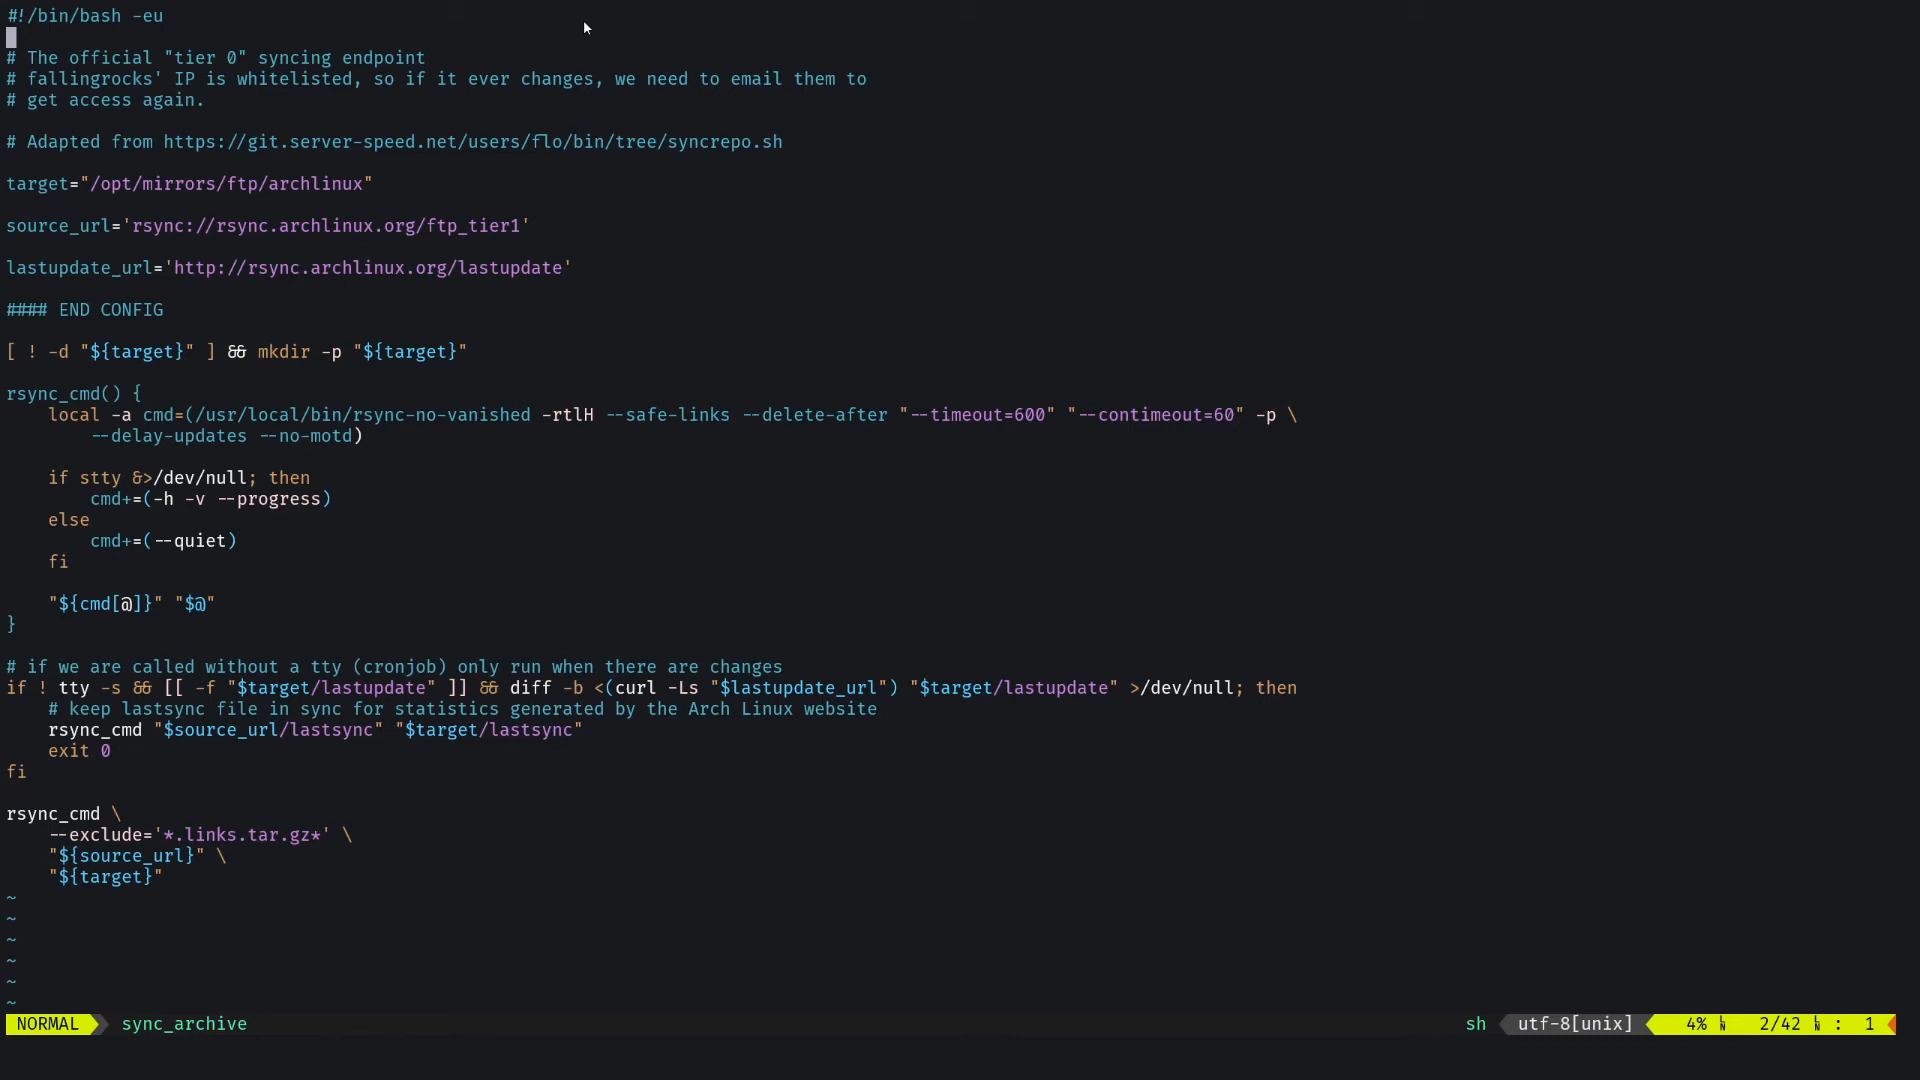 #!/bin/bash -eu

# The official "tier 0" syncing endpoint
# fallingrocks' IP is whitelisted, so if it ever changes, we need to email them to
# get access again.

# Adapted from https://git.server-speed.net/users/flo/bin/tree/syncrepo.sh

target="/opt/mirrors/ftp/archlinux"

source_url='rsync://rsync.archlinux.org/ftp_tier1'

lastupdate_url='http://rsync.archlinux.org/lastupdate'

#### END CONFIG

[ ! -d "${target}" ] && mkdir -p "${target}"

rsync_cmd() {
    local -a cmd=(/usr/local/bin/rsync-no-vanished -rtlH --safe-links --delete-after "--timeout=600" "--contimeout=60" -p \
        --delay-updates --no-motd)

    if stty &>/dev/null; then
        cmd+=(-h -v --progress)
    else
        cmd+=(--quiet)
    fi

    "${cmd[@]}" "$@"
}

# if we are called without a tty (cronjob) only run when there are changes
if ! tty -s && [[ -f "$target/lastupdate" ]] && diff -b <(curl -Ls "$lastupdate_url") "$target/lastupdate" >/dev/null; then
    # keep lastsync file in sync for statistics generated by the Arch Linux website
    rsync_cmd "$source_url/lastsync" "$target/lastsync"
    exit 0
fi

rsync_cmd \
    --exclude='*.links.tar.gz*' \
    "${source_url}" \
    "${target}"
~
~
~
~
~
~
NORMAL sync_archive sh utf-8[unix] 4% ㏑ 2/42 ㏑ : 1